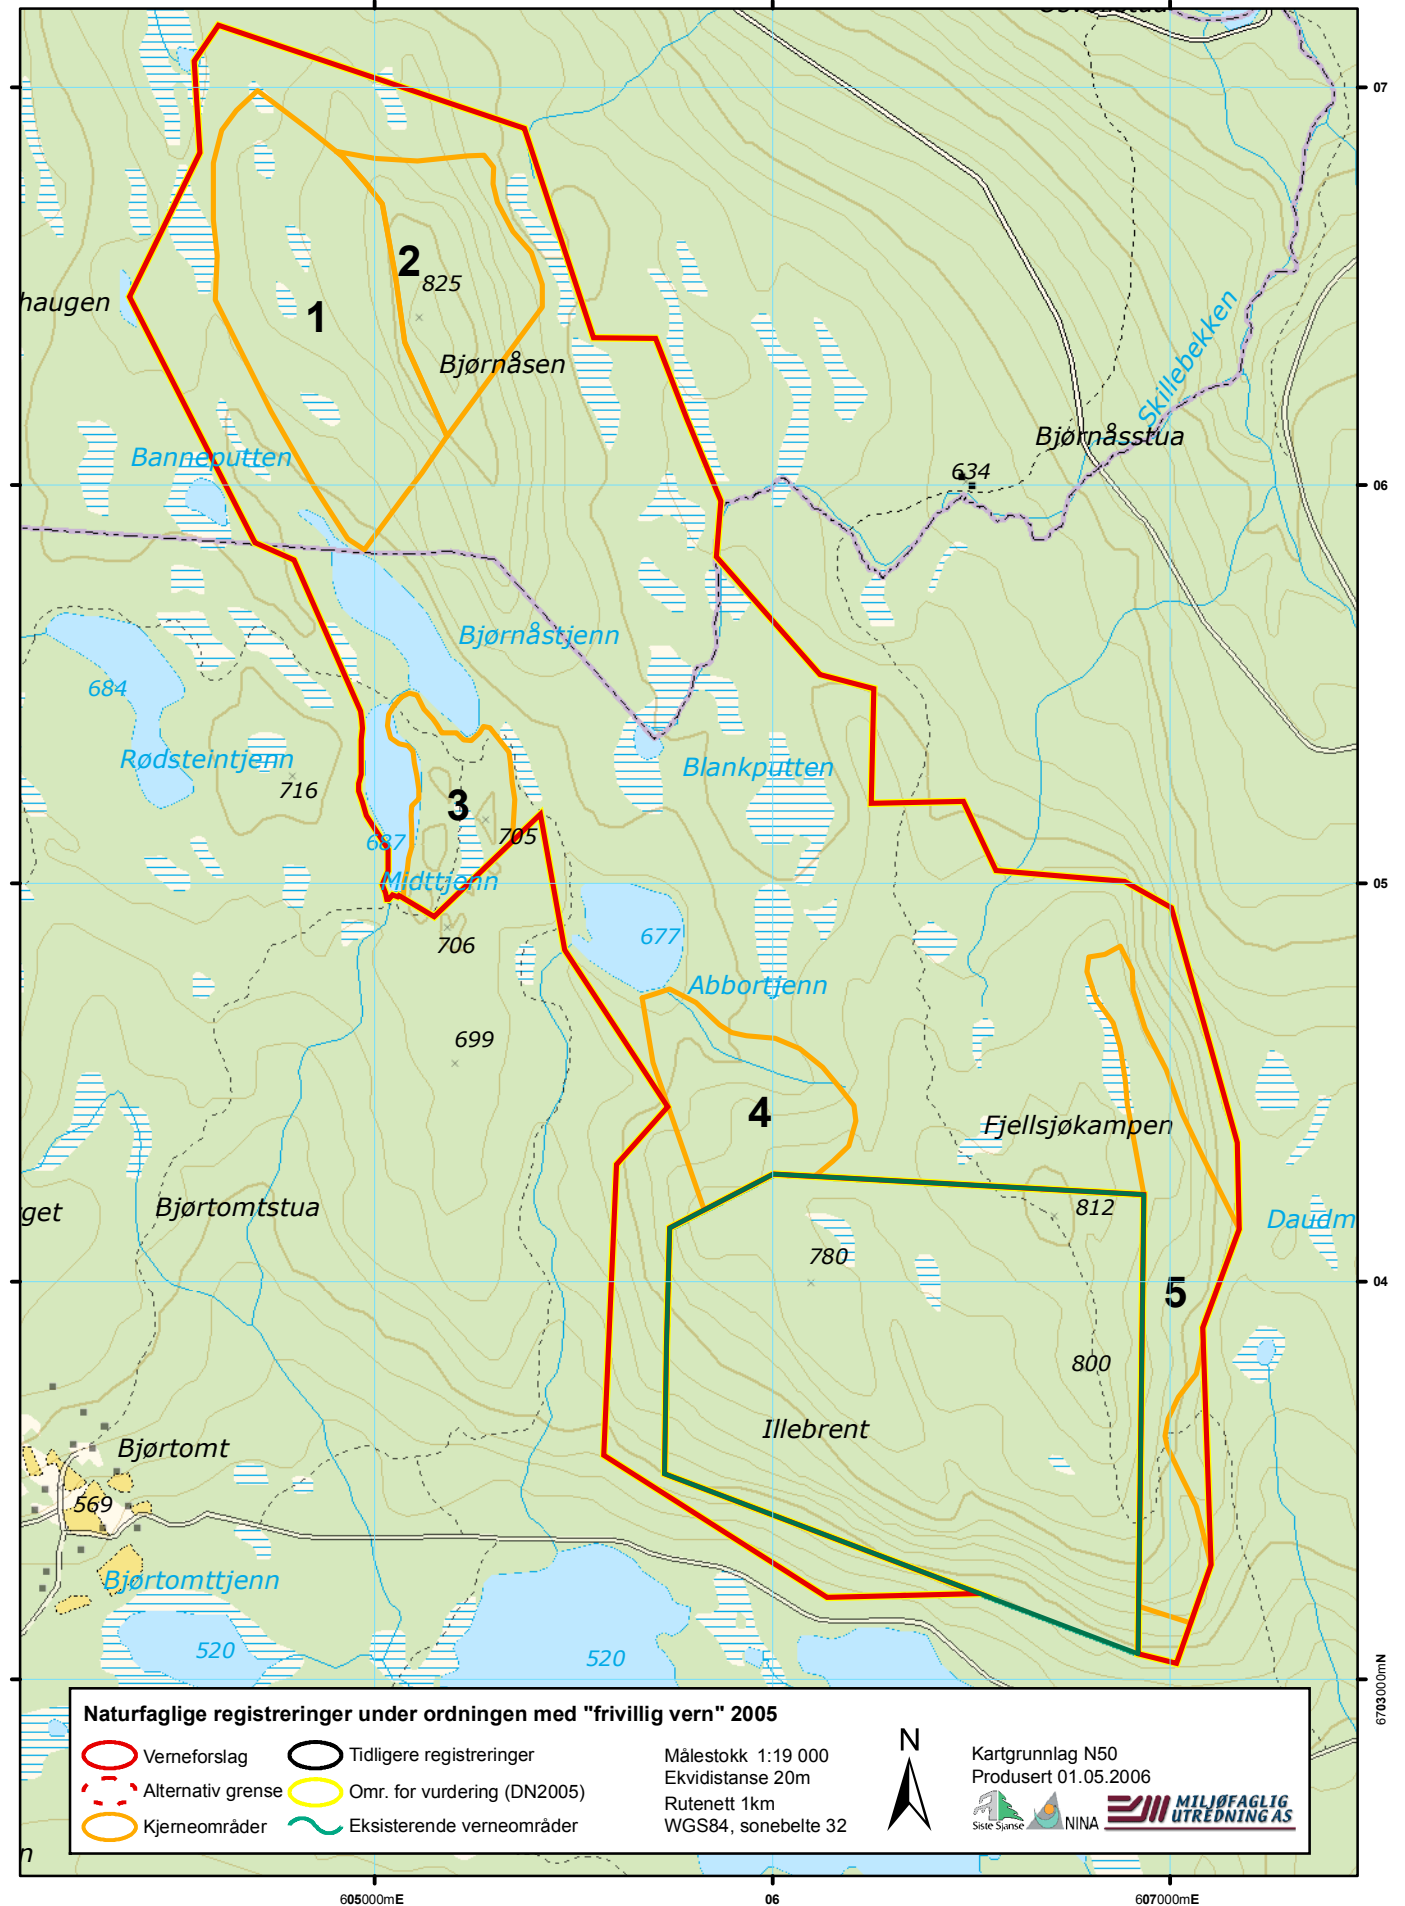 07
2
825
haugen
1
Bjørnåsen
Skillebekken
Bjørnåsstua
Banneputten
634
06
Bjørnåstjenn
684
Rødsteintjenn
Blankputten
716
3
705
687
Midttjenn
05
706
677
Abbortjenn
699
4
Fjellsjøkampen
Bjørtomtstua
812
Daudm
780
5
04
800
Illebrent
Bjørtomt
569
Bjørtomttjenn
520
520
6703000mN
Naturfaglige registreringer under ordningen med "frivillig vern" 2005
Verneforslag
Tidligere registreringer
Alternativ grense
Omr. for vurdering (DN2005)
Kjerneområder
Eksisterende verneområder
Målestokk 1:19 000
Ekvidistanse 20m
Rutenett 1km
WGS84, sonebelte 32
N
Kartgrunnlag N50
Produsert 01.05.2006
Siste Sjanse
NINA
MILJØFAGLIG
UTREDNING AS
605000mE
06
607000mE